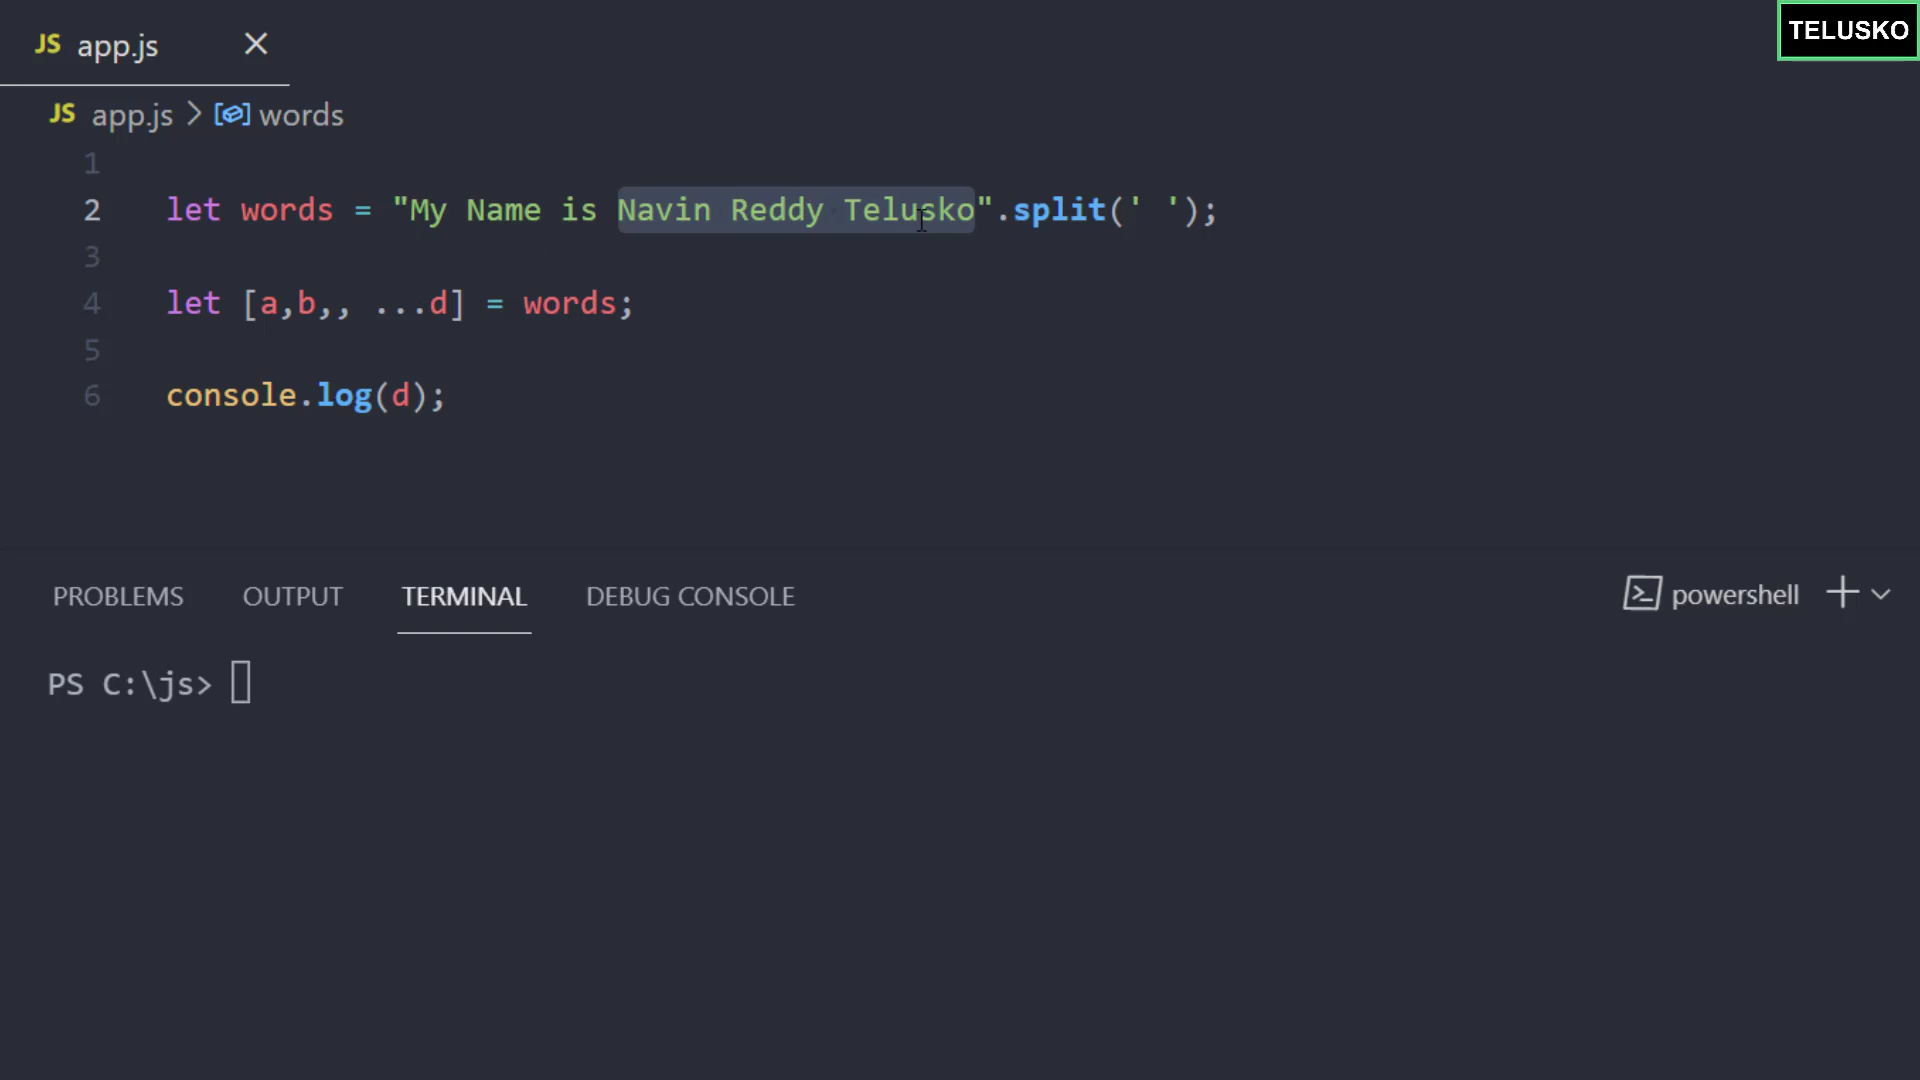 JS app.js
TELUSKO
JS app.js > words
1
2 let words = "My Name is Navin Reddy Telusko".split(' ');
3
4 let [a,b,, ...d] = words;
5
6 console.log(d);
PROBLEMS OUTPUT TERMINAL DEBUG CONSOLE powershell
PS C:\js>